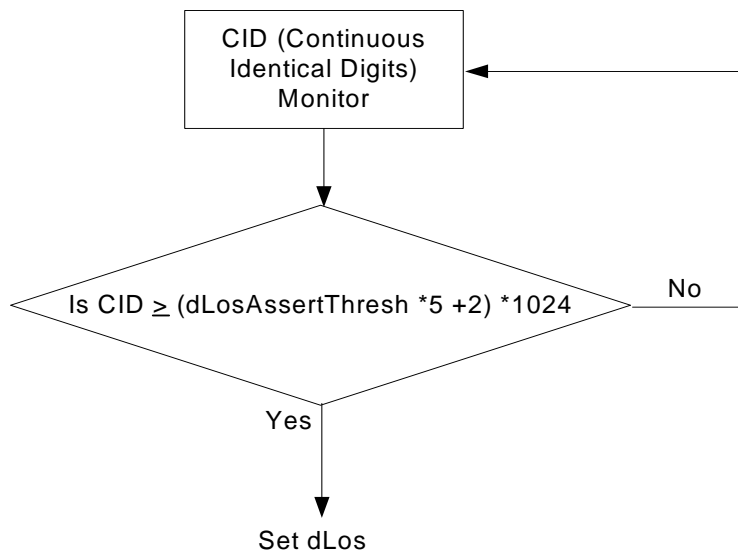 CID (Continuous
Identical Digits)
Monitor
Is CID ≥ (dLosAssertThresh *5 +2) *1024
No
Yes
Set dLos